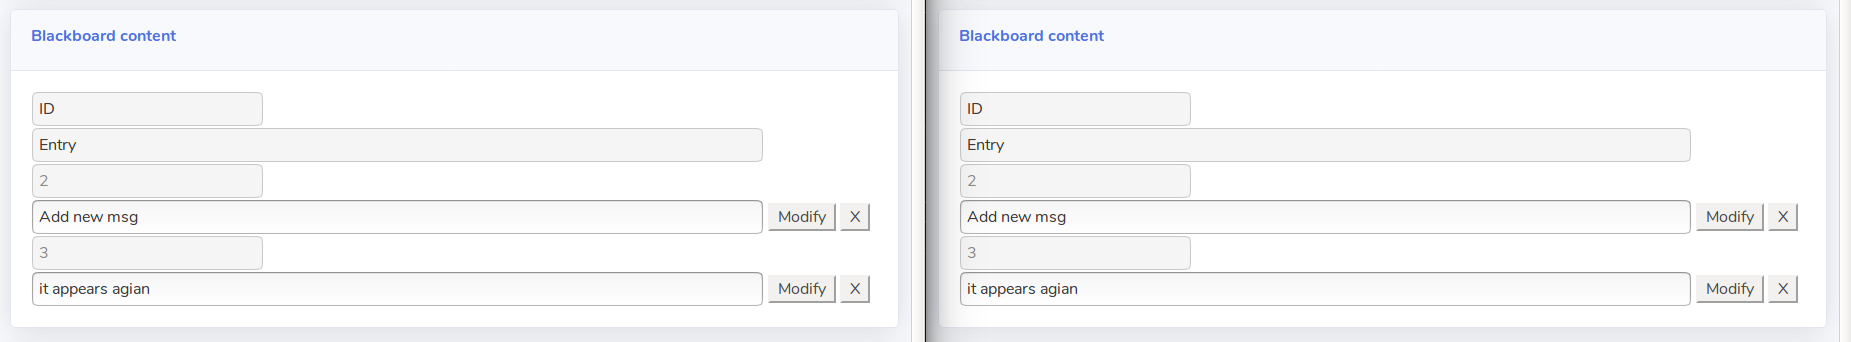 Blackboard content
ID
Entry
2
Add new msg Modify X
3
it appears agian Modify X
Blackboard content
ID
Entry
2
Add new msg Modify X
3
it appears agian Modify X